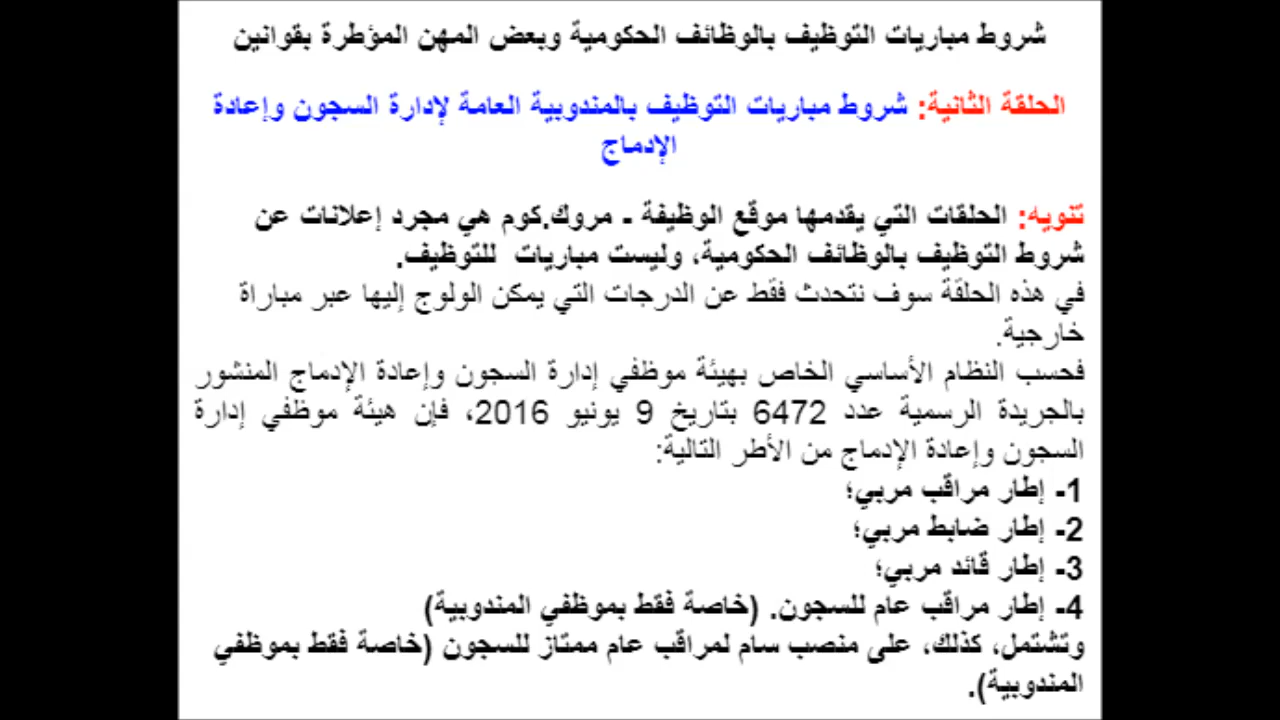 شروط مباريات التوظيف بالوظائف الحكومية وبعض المهن المؤطرة بقوانين
الحلقة الثانية: شروط مباريات التوظيف بالمندوبية العامة لإدارة السجون وإعادة
الإدماج
تنويه: الحلقات التي يقدمها موقع الوظيفة - مروك.كوم هي مجرد إعلانات عن
شروط التوظيف بالوظائف الحكومية، وليست مباريات للتوظيف.
في هذه الحلقة سوف نتحدث فقط عن الدرجات التي يمكن الولوج إليها عبر مباراة
خارجية.
فحسب النظام الأساسي الخاص بهيئة موظفي إدارة السجون وإعادة الإدماج المنشور
بالجريدة الرسمية عدد 6472 بتاريخ 9 يونيو 2016، فإن هيئة موظفي إدارة
السجون وإعادة الإدماج من الأطر التالية:
1- إطار مراقب مربي؛
2- إطار ضابط مربي؛
3- إطار قائد مربي؛
4- إطار مراقب عام للسجون. (خاصة فقط بموظفي المندوبية)
وتشتمل، كذلك، على منصب سام لمراقب عام ممتاز للسجون (خاصة فقط بموظفي
المندوبية).